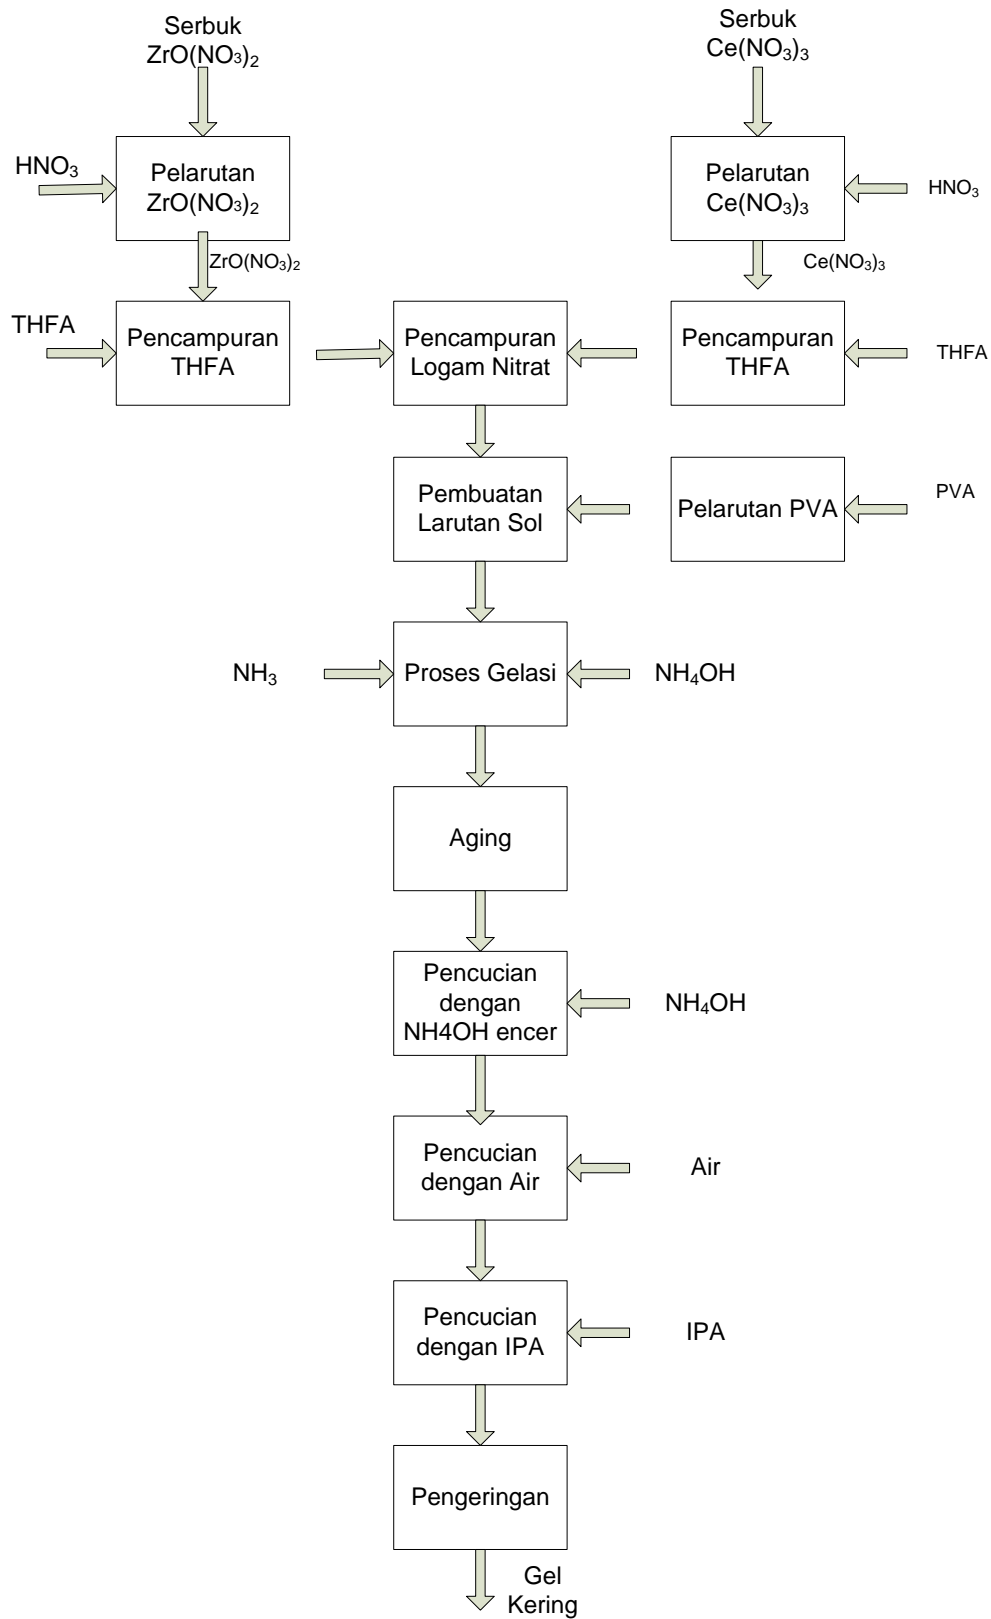 Serbuk
ZrO(NO₃)₂
Serbuk
Ce(NO₃)₃
HNO₃
Pelarutan
ZrO(NO₃)₂
Pelarutan
Ce(NO₃)₃
HNO₃
ZrO(NO₃)₂
Ce(NO₃)₃
THFA
Pencampuran
THFA
Pencampuran
Logam Nitrat
Pencampuran
THFA
THFA
Pembuatan
Larutan Sol
Pelarutan PVA
PVA
NH₃
Proses Gelasi
NH₄OH
Aging
Pencucian
dengan
NH4OH encer
NH₄OH
Pencucian
dengan Air
Air
Pencucian
dengan IPA
IPA
Pengeringan
Gel
Kering